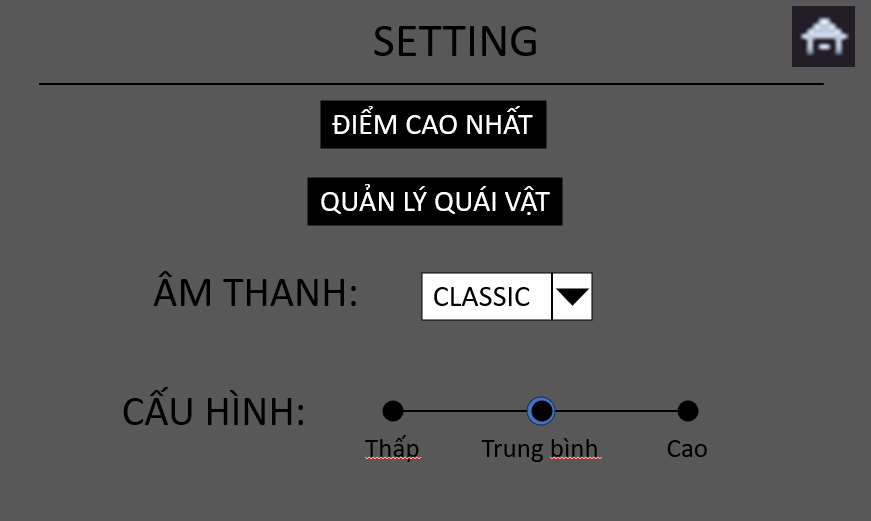 SETTING
ĐIỂM CAO NHẤT
QUẢN LÝ QUÁI VẬT
ÂM THANH:
CLASSIC
CẤU HÌNH:
Thấp
Trung bình
Cao